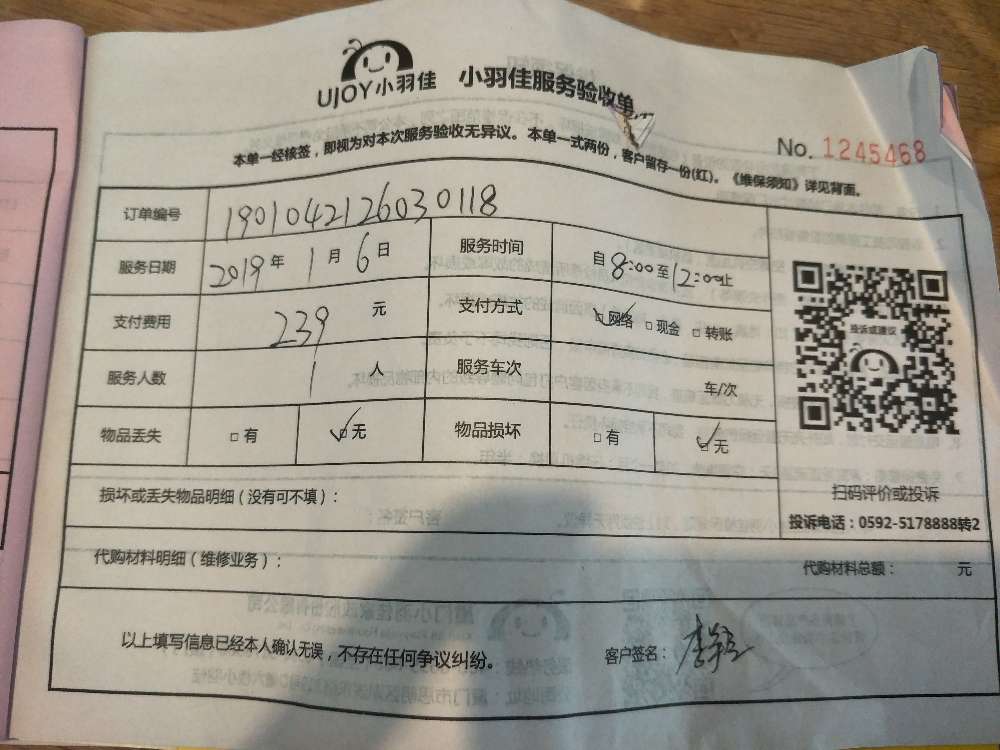 UJOY小羽佳 小羽佳服务验收单
本单一经核签，即视为对本次服务验收无异议。本单一式两份，客户留存一份(红)。《维保须知》详见背面。
No. 1245468
订单编号 1901042126030118
服务日期 2019年1月6日 服务时间 自8:00至12:00止
支付费用 239元 支付方式 ☑网络 □现金 □转账
服务人数 1人 服务车次 车/次
物品丢失 □有 ☑无 物品损坏 □有 ☑无
投诉或建议
扫码评价或投诉
投诉电话：0592-5178888转2
损坏或丢失物品明细（没有可不填）：
代购材料明细（维修业务）：
代购材料总额： 元
以上填写信息已经本人确认无误，不存在任何争议纠纷。
客户签名：